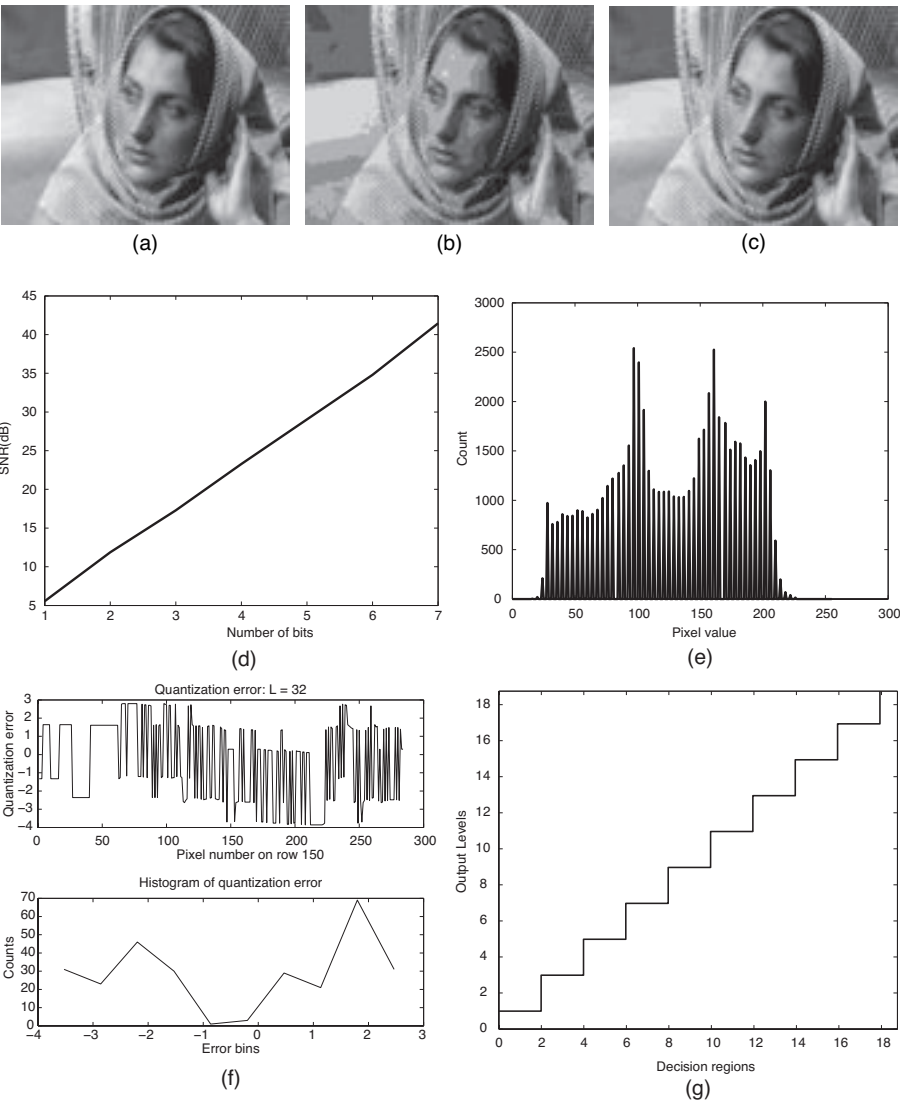 (a) (b) (c)
45
40
35
30
25
20
15
10
5
SNR(dB)
1 2 3 4 5 6 7
Number of bits
(d)
3000
2500
2000
1500
1000
500
0
Count
0 50 100 150 200 250 300
Pixel value
(e)
Quantization error: L = 32
3
2
1
0
−1
−2
−3
−4
Quantization error
0 50 100 150 200 250 300
Pixel number on row 150
Histogram of quantization error
70
60
50
40
30
20
10
0
Counts
−4 −3 −2 −1 0 1 2 3
Error bins
(f)
18
16
14
12
10
8
6
4
2
0
Output Levels
0 2 4 6 8 10 12 14 16 18
Decision regions
(g)